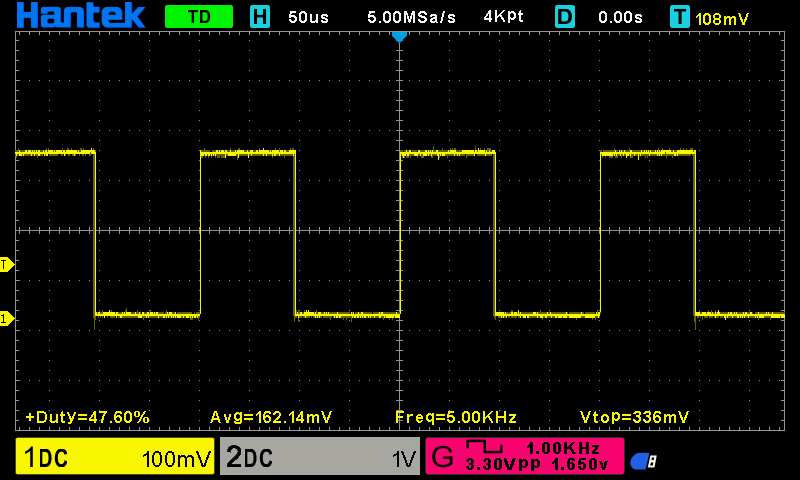 Hantek TD H 50us 5.00MSa/s 4Kpt D 0.00s T 108mV
T
1
+Duty=47.60% Avg=162.14mV Freq=5.00KHz Vtop=336mV
1DC 100mV 2DC 1V G 1.00KHz
3.30Vpp 1.650v